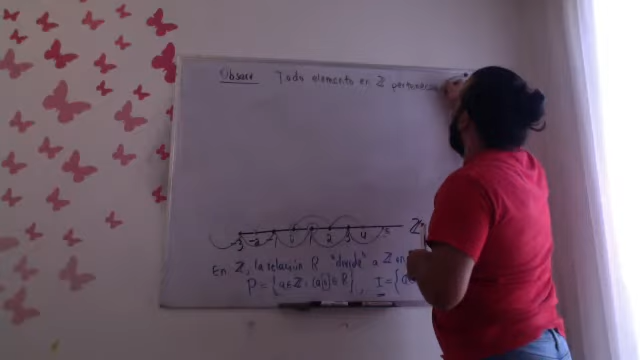 Observe Todo elemento en ℤ pertenece
-3 -2 -1 0 1 2 3 4 5 ℤ
En ℤ, la relación R "divide" a ℤ en
P = {a∈ℤ: (a,0)∈R}, I = {a